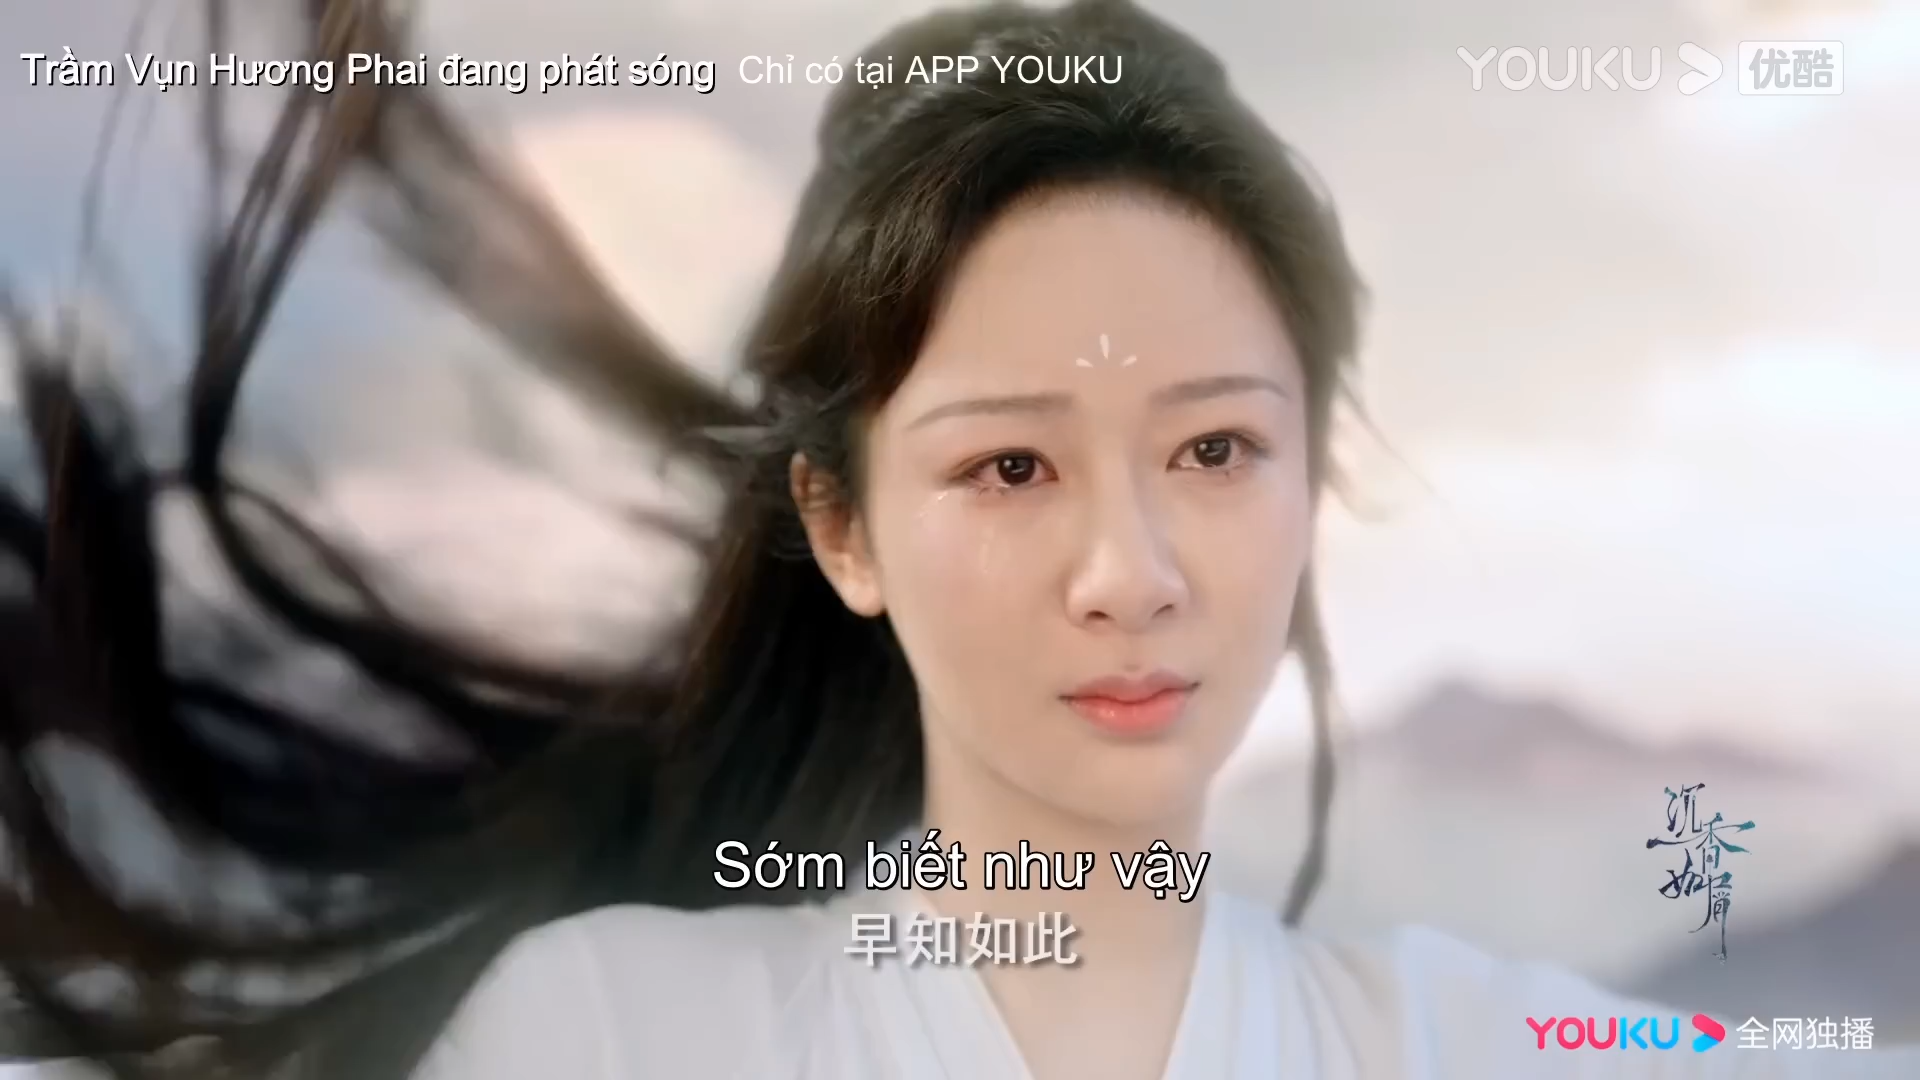 Trầm Vụn Hương Phai đang phát sóng Chỉ có tại APP YOUKU
YOUKU 优酷
Sớm biết như vậy
早知如此
沉香如屑
YOUKU 全网独播